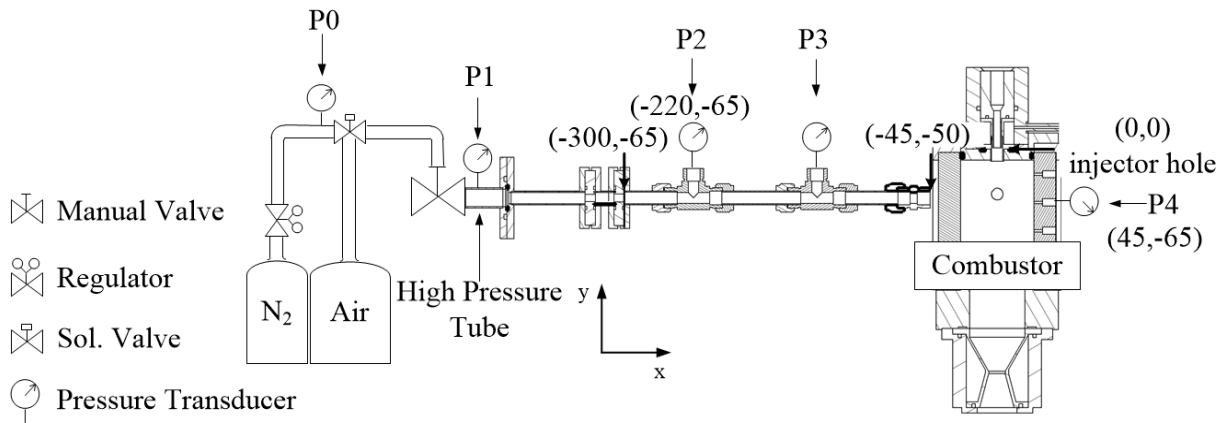 P0
P1
P2
P3
(-220,-65)
(-300,-65)
(-45,-50)
(0,0)
injector hole
P4
(45,-65)
Combustor
Manual Valve
Regulator
Sol. Valve
Pressure Transducer
N2
Air
High Pressure
Tube
y
x